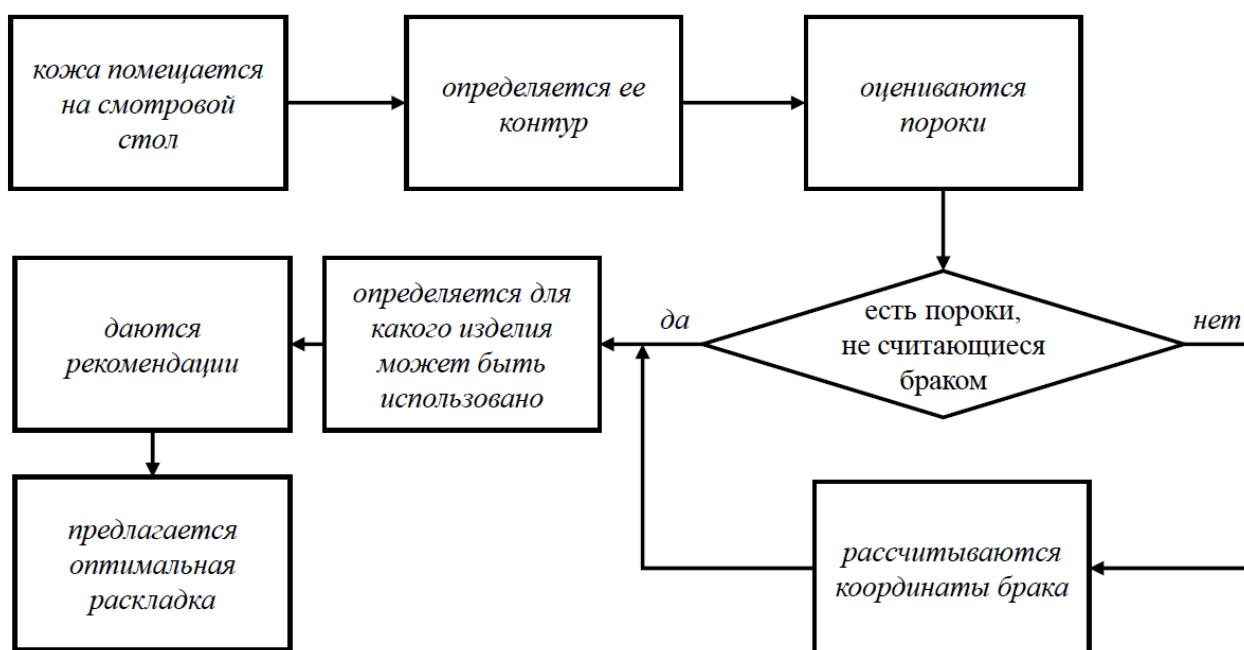 кожа помещается
на смотровой
стол
определяется ее
контур
оцениваются
пороки
есть пороки,
не считающиеся
браком
да
нет
определяется для
какого изделия
может быть
использовано
даются
рекомендации
предлагается
оптимальная
раскладка
рассчитываются
координаты брака